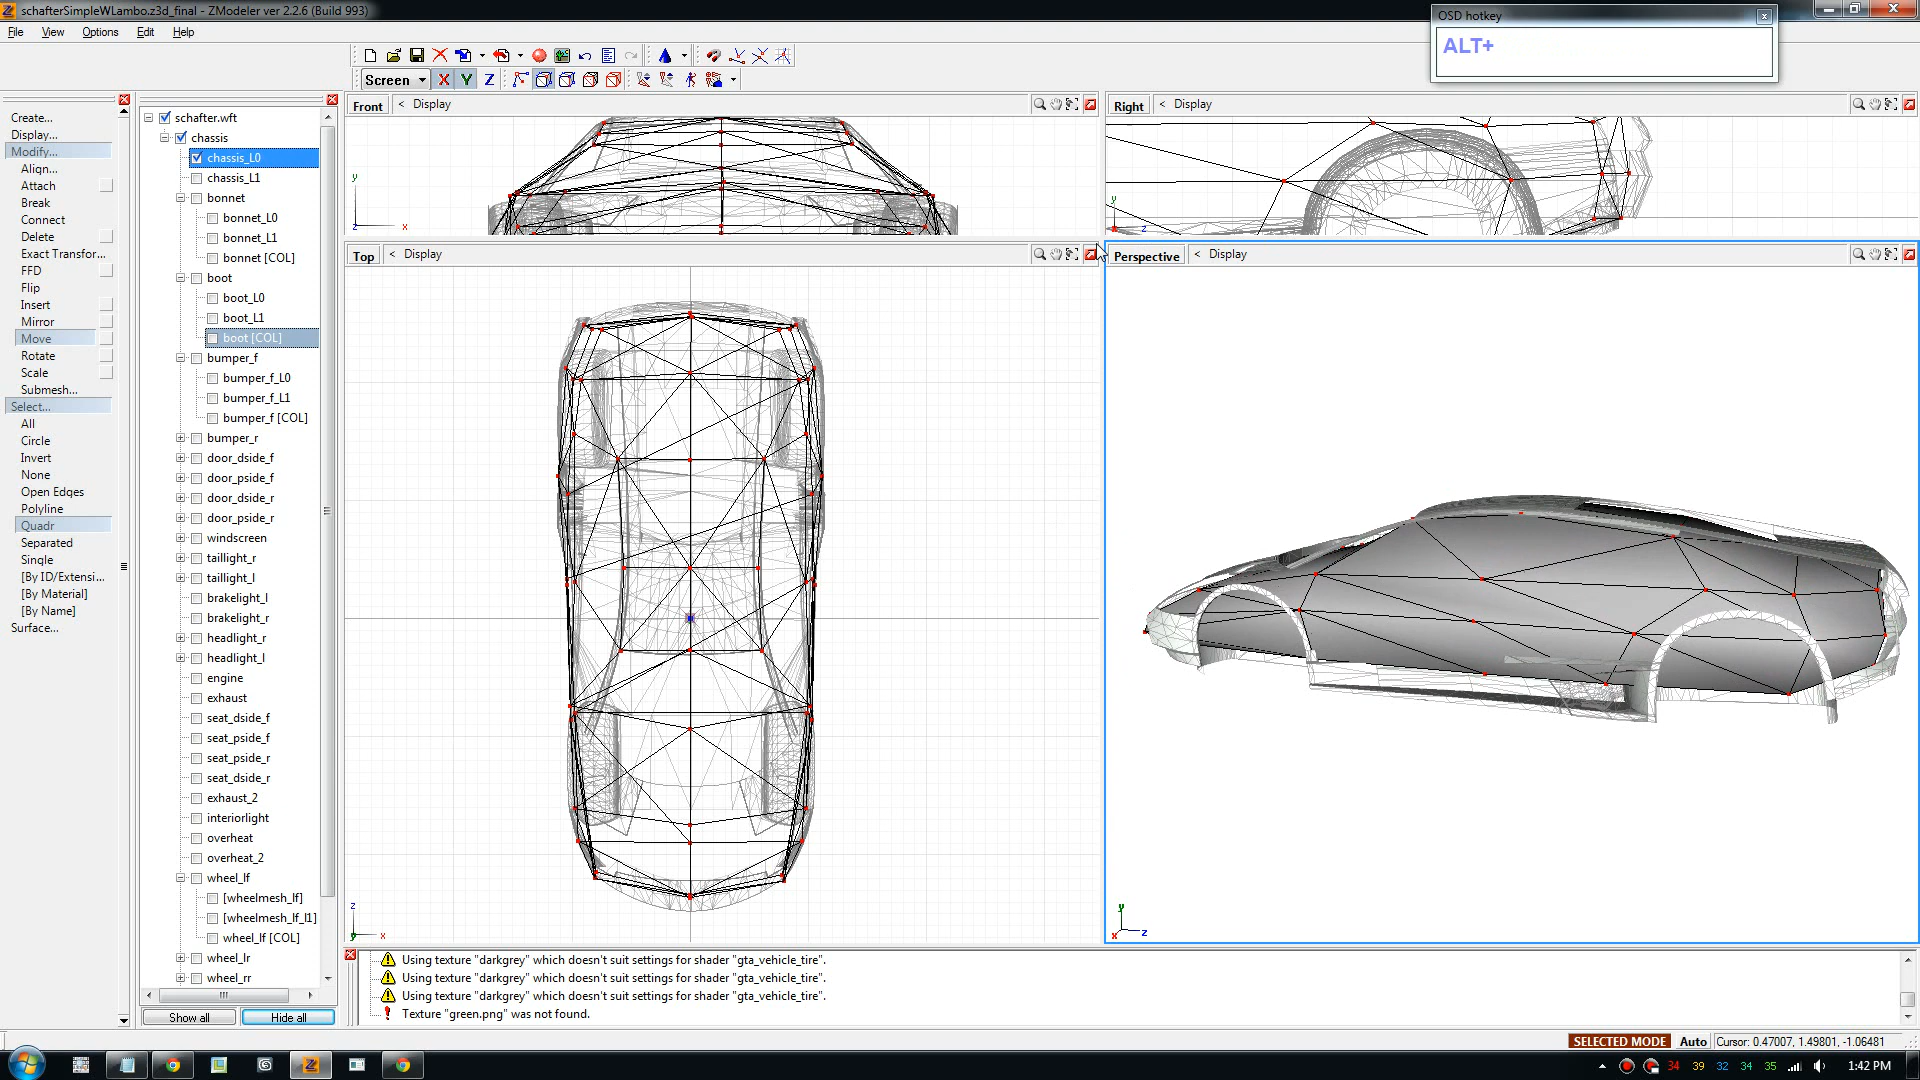 schafterSimpleWLambo.z3d_final - ZModeler ver 2.2.6 (Build 993)
OSD hotkey
ALT+
File View Options Edit Help
Screen X Y Z
Create...
Display...
Modify...
Align...
Attach
Break
Connect
Delete
Exact Transfor...
FFD
Flip
Insert
Mirror
Move
Rotate
Scale
Submesh...
Select...
All
Circle
Invert
None
Open Edges
Polyline
Quadr
Separated
Single
[By ID/Extensi...
[By Material]
[By Name]
Surface...
schafter.wft
chassis
chassis_L0
chassis_L1
bonnet
bonnet_L0
bonnet_L1
bonnet [COL]
boot
boot_L0
boot_L1
boot [COL]
bumper_f
bumper_f_L0
bumper_f_L1
bumper_f [COL]
bumper_r
door_dside_f
door_pside_f
door_dside_r
door_pside_r
windscreen
taillight_r
taillight_l
brakelight_l
brakelight_r
headlight_r
headlight_l
engine
exhaust
seat_dside_f
seat_pside_f
seat_pside_r
seat_dside_r
exhaust_2
interiorlight
overheat
overheat_2
wheel_lf
[wheelmesh_lf]
[wheelmesh_lf_l1]
wheel_lf [COL]
wheel_lr
wheel_rr
Show all Hide all
Front < Display
y
z x
Right < Display
y
x z
Top < Display
z
y x
Perspective < Display
y
x z
Using texture "darkgrey" which doesn't suit settings for shader "gta_vehicle_tire".
Using texture "darkgrey" which doesn't suit settings for shader "gta_vehicle_tire".
Using texture "darkgrey" which doesn't suit settings for shader "gta_vehicle_tire".
Texture "green.png" was not found.
SELECTED MODE Auto Cursor: 0.47007, 1.49801, -1.06481
34 39 32 34 35 1:42 PM